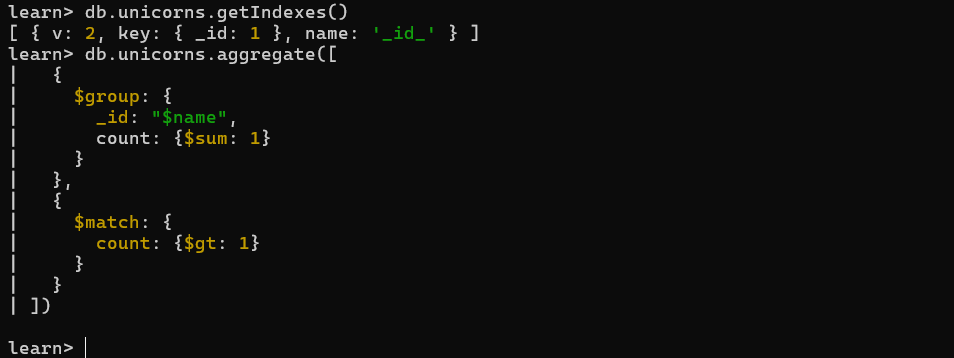 learn> db.unicorns.getIndexes()
[ { v: 2, key: { _id: 1 }, name: '_id_' } ]
learn> db.unicorns.aggregate([
|   {
|     $group: {
|       _id: "$name",
|       count: {$sum: 1}
|     }
|   },
|   {
|     $match: {
|       count: {$gt: 1}
|     }
|   }
| ])
learn>